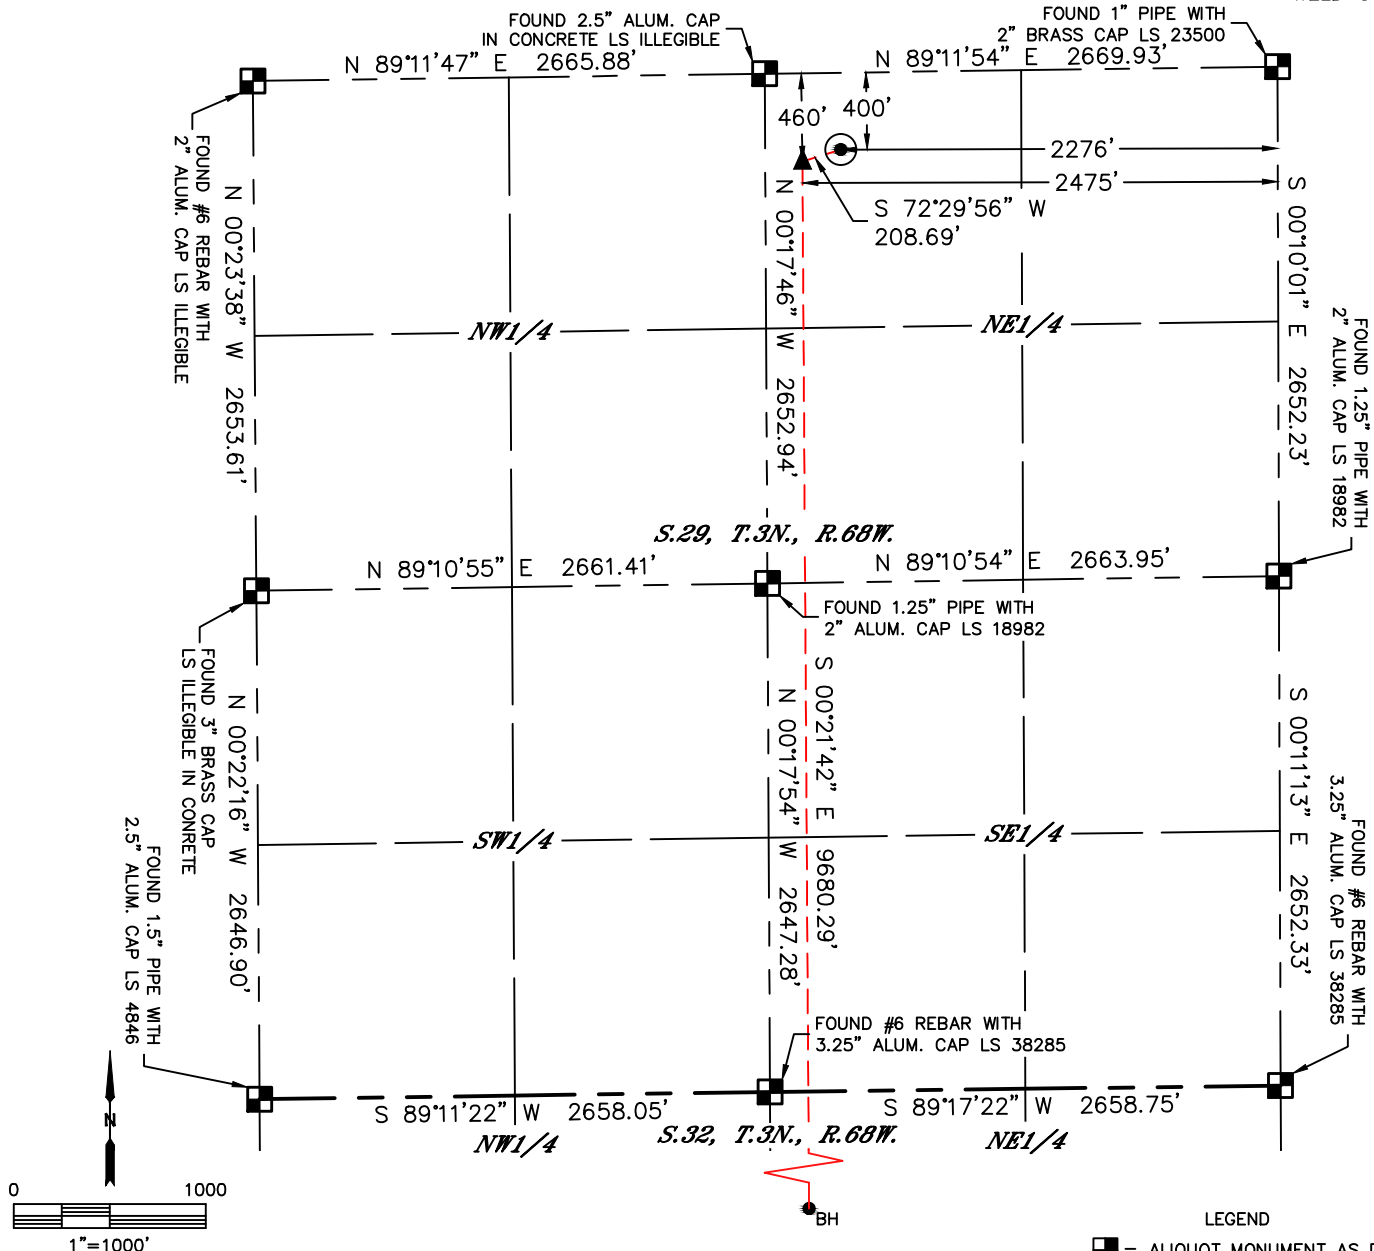 FOUND 2.5" ALUM. CAP
IN CONCRETE LS ILLEGIBLE
FOUND 1" PIPE WITH
2" BRASS CAP LS 23500
N 89°11'47" E 2665.88'
N 89°11'54" E 2669.93'
460'
400'
2276'
2475'
S 72°29'56" W
208.69'
FOUND #6 REBAR WITH
2" ALUM. CAP LS ILLEGIBLE
N 00°23'38" W 2653.61'
N 00°17'46" W 2652.94'
S 00°10'01" E 2652.23'
FOUND 1.25" PIPE WITH
2" ALUM. CAP LS 18982
NW1/4
NE1/4
S.29, T.3N., R.68W.
N 89°10'55" E 2661.41'
N 89°10'54" E 2663.95'
FOUND 1.25" PIPE WITH
2" ALUM. CAP LS 18982
FOUND 3" BRASS CAP
LS ILLEGIBLE IN CONRETE
N 00°22'16" W 2646.90'
N 00°17'54" W 2647.28'
S 00°21'42" E 9680.29'
S 00°11'13" E 2652.33'
SW1/4
SE1/4
FOUND 1.5" PIPE WITH
2.5" ALUM. CAP LS 4846
FOUND #6 REBAR WITH
3.25" ALUM. CAP LS 38285
FOUND #6 REBAR WITH
3.25" ALUM. CAP LS 38285
S 89°11'22" W 2658.05'
S 89°17'22" W 2658.75'
S.32, T.3N., R.68W.
NW1/4
NE1/4
N
0 1000
1"=1000'
BH
LEGEND
= ALIQUOT MONUMENT AS